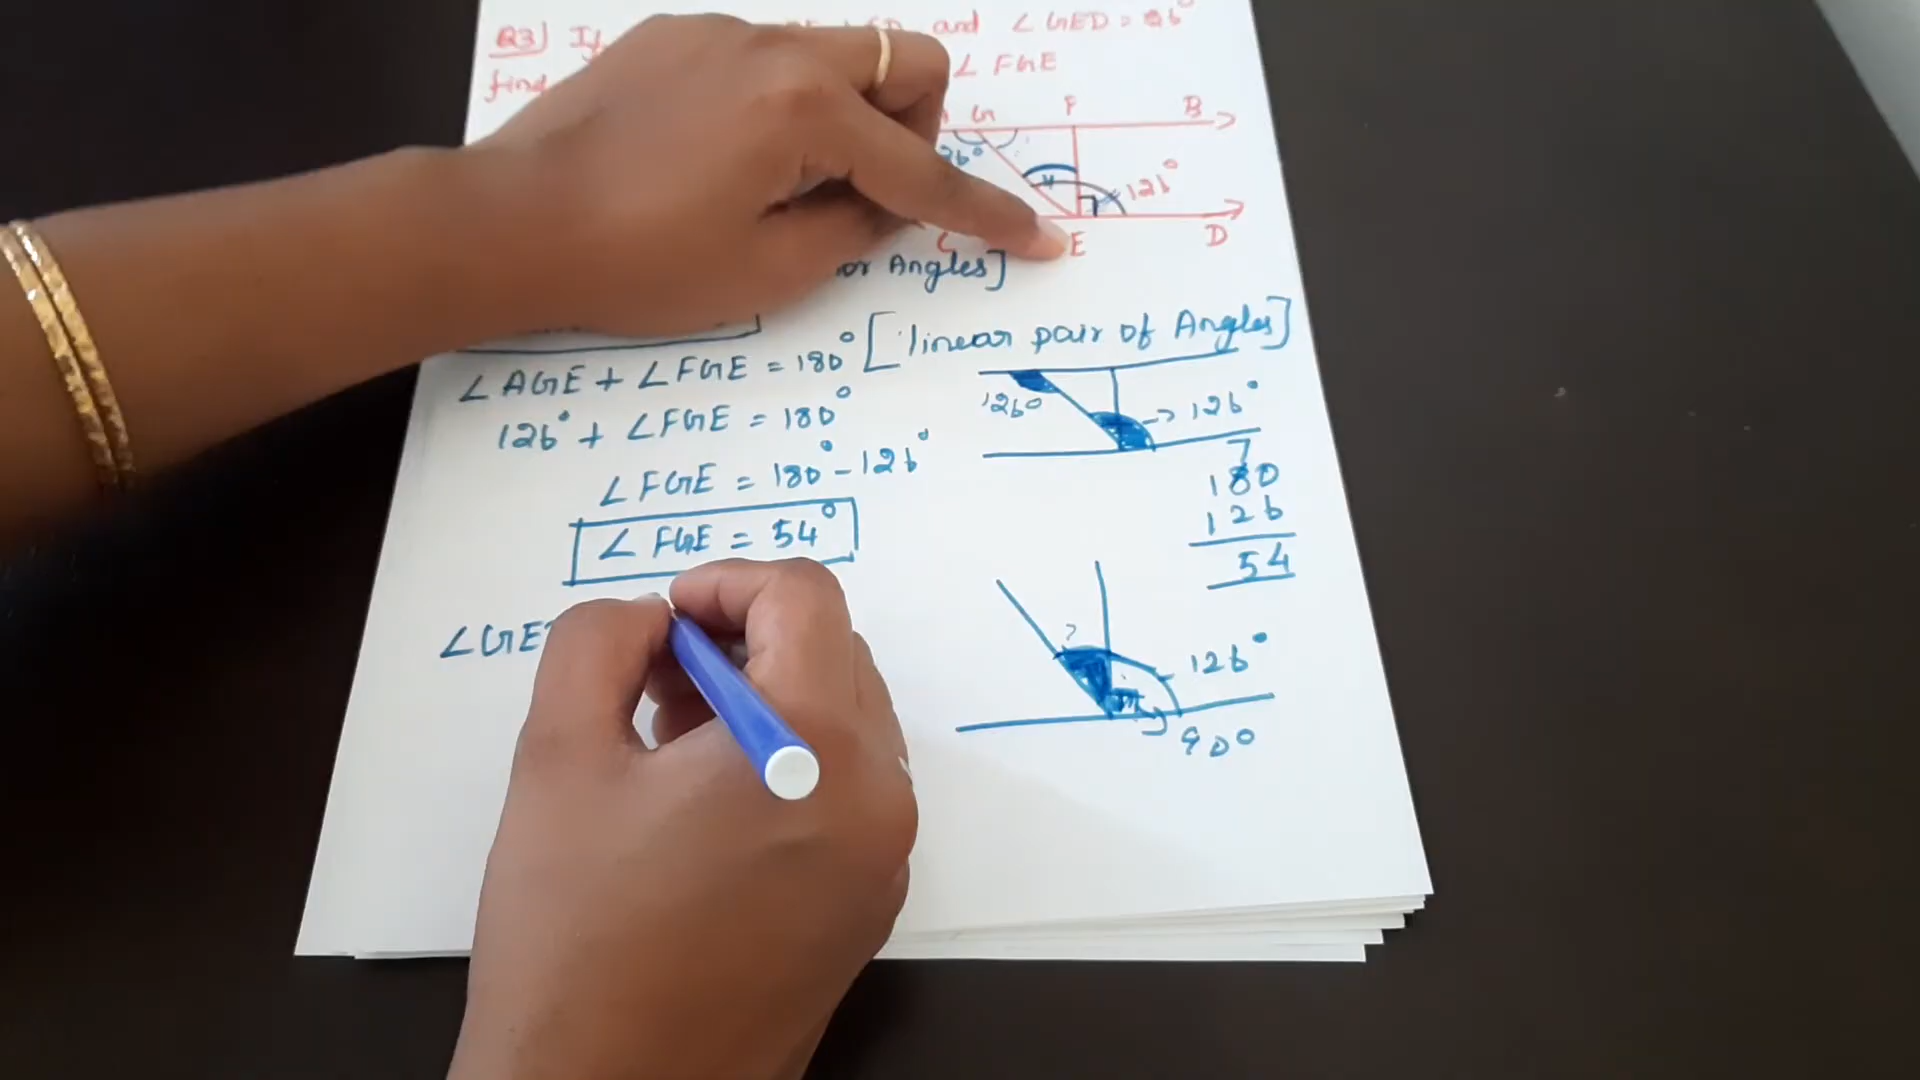 Q3) If and ∠GED = 126°
find ∠FGE
G F B
126° 126°
C E D
or Angles]
∠AGE + ∠FGE = 180° [linear pair of Angles]
126° + ∠FGE = 180°
126° 126°
∠FGE = 180° - 126°
180
126
54
∠FGE = 54°
∠GE
? 126°
90°